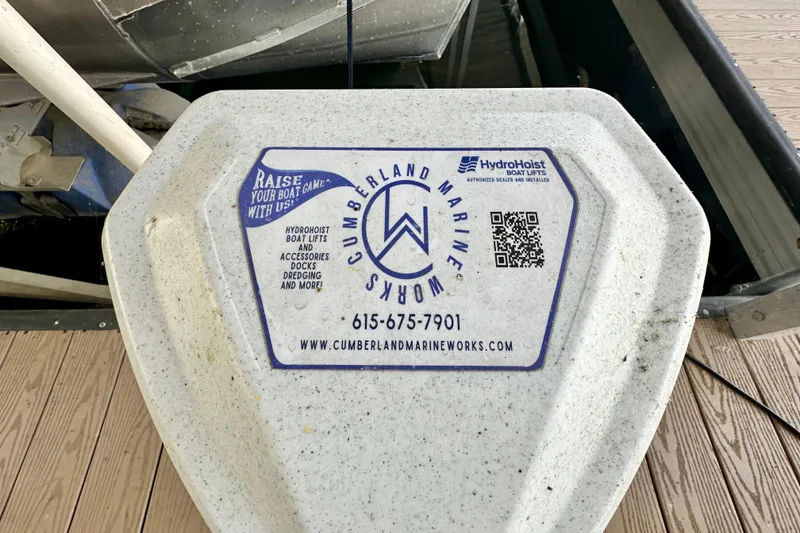 RAISE
YOUR BOAT GAME
WITH US!
HYDROHOIST
BOAT LIFTS
AND
ACCESSORIES
DOCKS
DREDGING
AND MORE!
CUMBERLAND MARINE WORKS
CW
HydroHoist
BOAT LIFTS
AUTHORIZED DEALER AND INSTALLER
615-675-7901
WWW.CUMBERLANDMARINEWORKS.COM